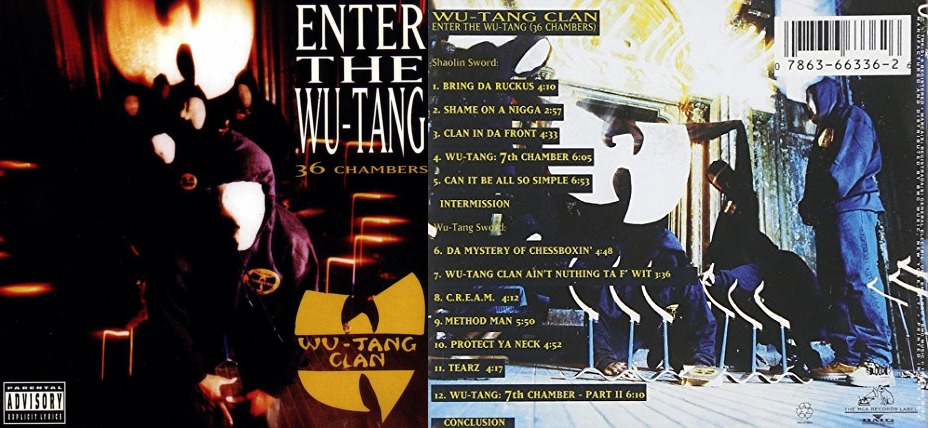 ENTER
THE
WU-TANG
36 CHAMBERS
WU-TANG
CLAN
PARENTAL
ADVISORY
EXPLICIT LYRICS
WU-TANG CLAN
ENTER THE WU-TANG (36 CHAMBERS)
Shaolin Sword:
1. BRING DA RUCKUS 4:10
2. SHAME ON A NIGGA 2:57
3. CLAN IN DA FRONT 4:33
4. WU-TANG: 7th CHAMBER 6:05
5. CAN IT BE ALL SO SIMPLE 6:53
INTERMISSION
Wu-Tang Sword:
6. DA MYSTERY OF CHESSBOXIN' 4:48
7. WU-TANG CLAN AIN'T NUTHING TA F' WIT 3:36
8. C.R.E.A.M. 4:12
9. METHOD MAN 5:50
10. PROTECT YA NECK 4:52
11. TEARZ 4:17
12. WU-TANG: 7th CHAMBER - PART II 6:10
CONCLUSION
0 7863-66336-2 6
THE RCA RECORDS LABEL
BMG